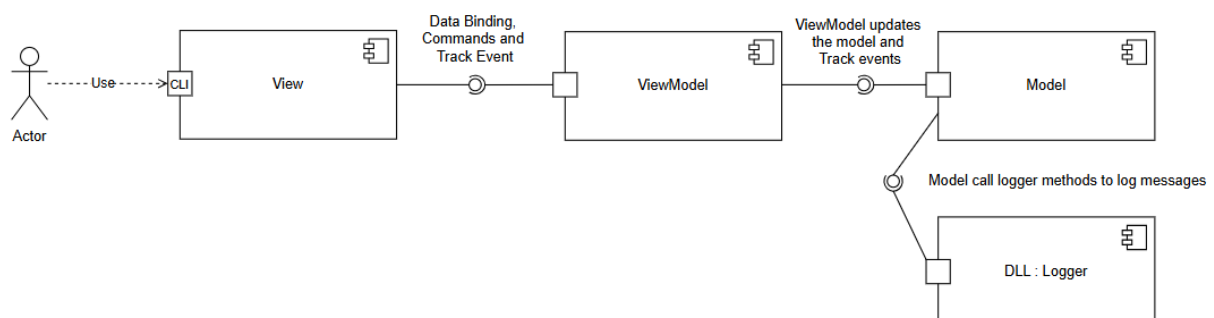 Data Binding,
Commands and
Track Event
ViewModel updates
the model and
Track events
Use
CLI
View
ViewModel
Model
Actor
Model call logger methods to log messages
DLL : Logger